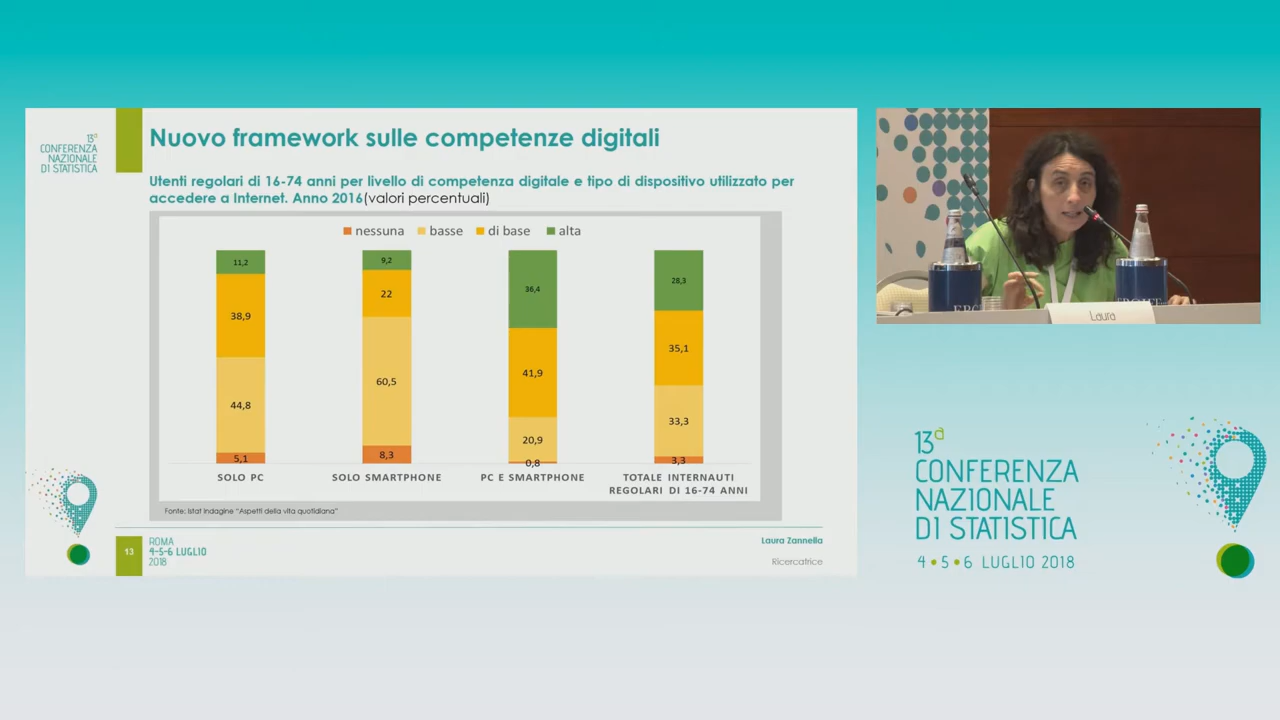 13ª
CONFERENZA
NAZIONALE
DI STATISTICA
Nuovo framework sulle competenze digitali
Utenti regolari di 16-74 anni per livello di competenza digitale e tipo di dispositivo utilizzato per
accedere a Internet. Anno 2016(valori percentuali)
nessuna basse di base alta
11,2 9,2 36,4 28,3
38,9 22 41,9 35,1
44,8 60,5 20,9 33,3
5,1 8,3 0,8 3,3
SOLO PC SOLO SMARTPHONE PC E SMARTPHONE TOTALE INTERNAUTI
REGOLARI DI 16-74 ANNI
Fonte: Istat Indagine "Aspetti della vita quotidiana"
13
ROMA
4-5-6 LUGLIO
2018
Laura Zannella
Ricercatrice
Laura
13ª
CONFERENZA
NAZIONALE
DI STATISTICA
4 • 5 • 6 LUGLIO 2018